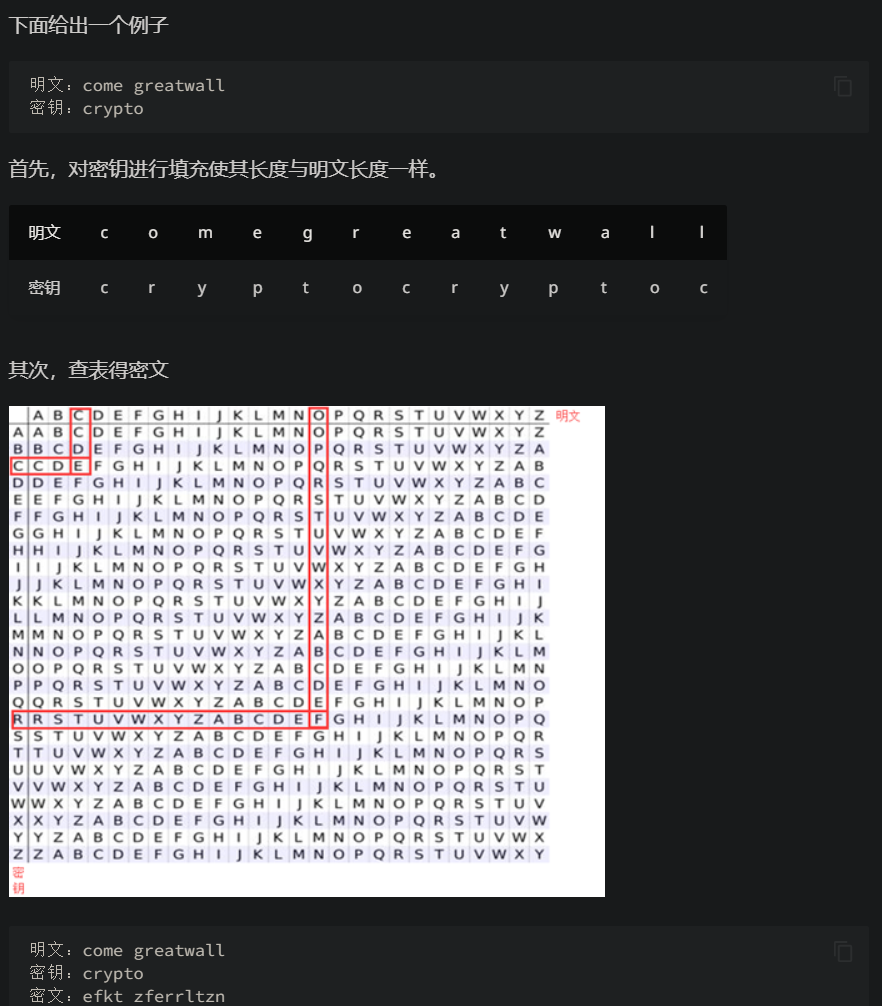 下面给出一个例子
明文：come greatwall
密钥：crypto
首先，对密钥进行填充使其长度与明文长度一样。
明文 c o m e g r e a t w a l l
密钥 c r y p t o c r y p t o c
其次，查表得密文
A B C D E F G H I J K L M N O P Q R S T U V W X Y Z 明文
A A B C D E F G H I J K L M N O P Q R S T U V W X Y Z
B B C D E F G H I J K L M N O P Q R S T U V W X Y Z A
C C D E F G H I J K L M N O P Q R S T U V W X Y Z A B
D D E F G H I J K L M N O P Q R S T U V W X Y Z A B C
E E F G H I J K L M N O P Q R S T U V W X Y Z A B C D
F F G H I J K L M N O P Q R S T U V W X Y Z A B C D E
G G H I J K L M N O P Q R S T U V W X Y Z A B C D E F
H H I J K L M N O P Q R S T U V W X Y Z A B C D E F G
I I J K L M N O P Q R S T U V W X Y Z A B C D E F G H
J J K L M N O P Q R S T U V W X Y Z A B C D E F G H I
K K L M N O P Q R S T U V W X Y Z A B C D E F G H I J
L L M N O P Q R S T U V W X Y Z A B C D E F G H I J K
M M N O P Q R S T U V W X Y Z A B C D E F G H I J K L
N N O P Q R S T U V W X Y Z A B C D E F G H I J K L M
O O P Q R S T U V W X Y Z A B C D E F G H I J K L M N
P P Q R S T U V W X Y Z A B C D E F G H I J K L M N O
Q Q R S T U V W X Y Z A B C D E F G H I J K L M N O P
R R S T U V W X Y Z A B C D E F G H I J K L M N O P Q
S S T U V W X Y Z A B C D E F G H I J K L M N O P Q R
T T U V W X Y Z A B C D E F G H I J K L M N O P Q R S
U U V W X Y Z A B C D E F G H I J K L M N O P Q R S T
V V W X Y Z A B C D E F G H I J K L M N O P Q R S T U
W W X Y Z A B C D E F G H I J K L M N O P Q R S T U V
X X Y Z A B C D E F G H I J K L M N O P Q R S T U V W
Y Y Z A B C D E F G H I J K L M N O P Q R S T U V W X
Z Z A B C D E F G H I J K L M N O P Q R S T U V W X Y
密
钥
明文：come greatwall
密钥：crypto
密文：efkt zferrltzn